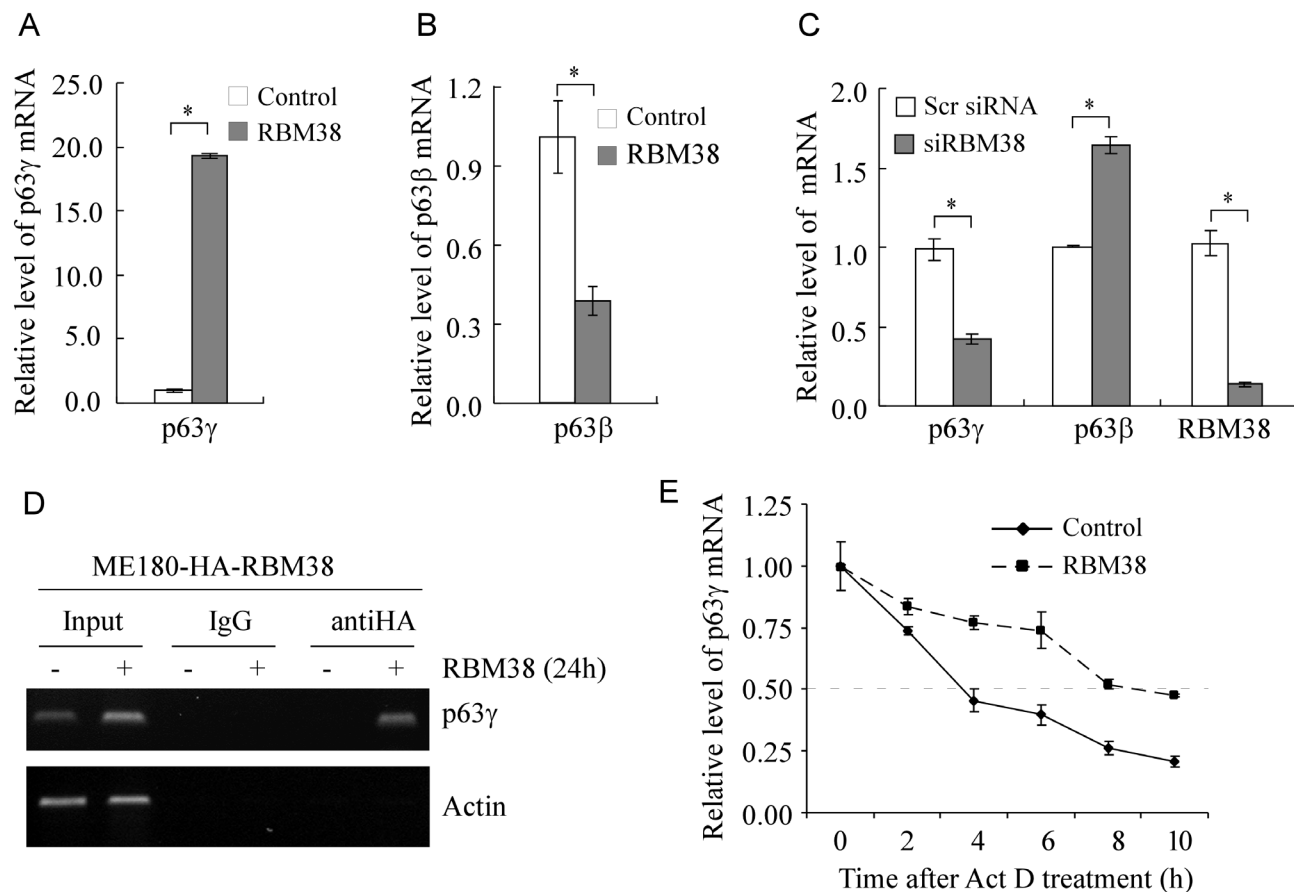 A
Relative level of p63γ mRNA
25.0
20.0
15.0
10.0
5.0
0.0
*
Control
RBM38
p63γ
B
Relative level of p63β mRNA
1.2
0.9
0.6
0.3
0.0
*
Control
RBM38
p63β
C
Relative level of mRNA
2.0
1.5
1.0
0.5
0.0
Scr siRNA
siRBM38
*
*
*
p63γ p63β RBM38
D
ME180-HA-RBM38
Input IgG antiHA
- + - + - + RBM38 (24h)
p63γ
Actin
E
Relative level of p63γ mRNA
1.25
1.00
0.75
0.50
0.25
0.00
Control
RBM38
0 2 4 6 8 10
Time after Act D treatment (h)